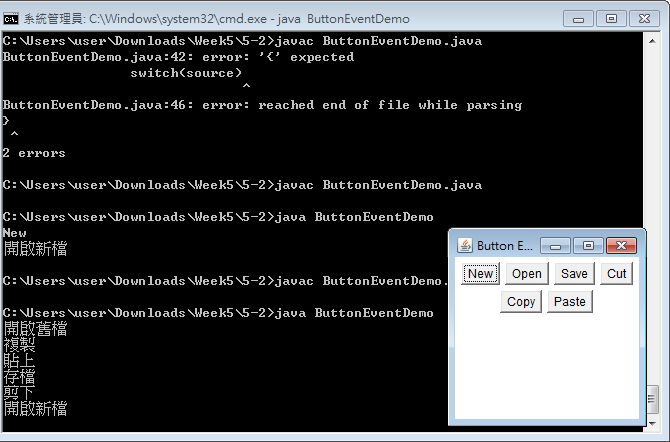 系統管理員: C:\Windows\system32\cmd.exe - java  ButtonEventDemo
C:\Users\user\Downloads\Week5\5-2>javac ButtonEventDemo.java
ButtonEventDemo.java:42: error: '{' expected
                switch(source)
                              ^
ButtonEventDemo.java:46: error: reached end of file while parsing
}
 ^
2 errors
C:\Users\user\Downloads\Week5\5-2>javac ButtonEventDemo.java
C:\Users\user\Downloads\Week5\5-2>java ButtonEventDemo
New
開啟新檔
C:\Users\user\Downloads\Week5\5-2>javac ButtonEventDemo.
C:\Users\user\Downloads\Week5\5-2>java ButtonEventDemo
開啟舊檔
複製
貼上
存檔
剪下
開啟新檔
Button E...
New Open Save Cut
Copy Paste